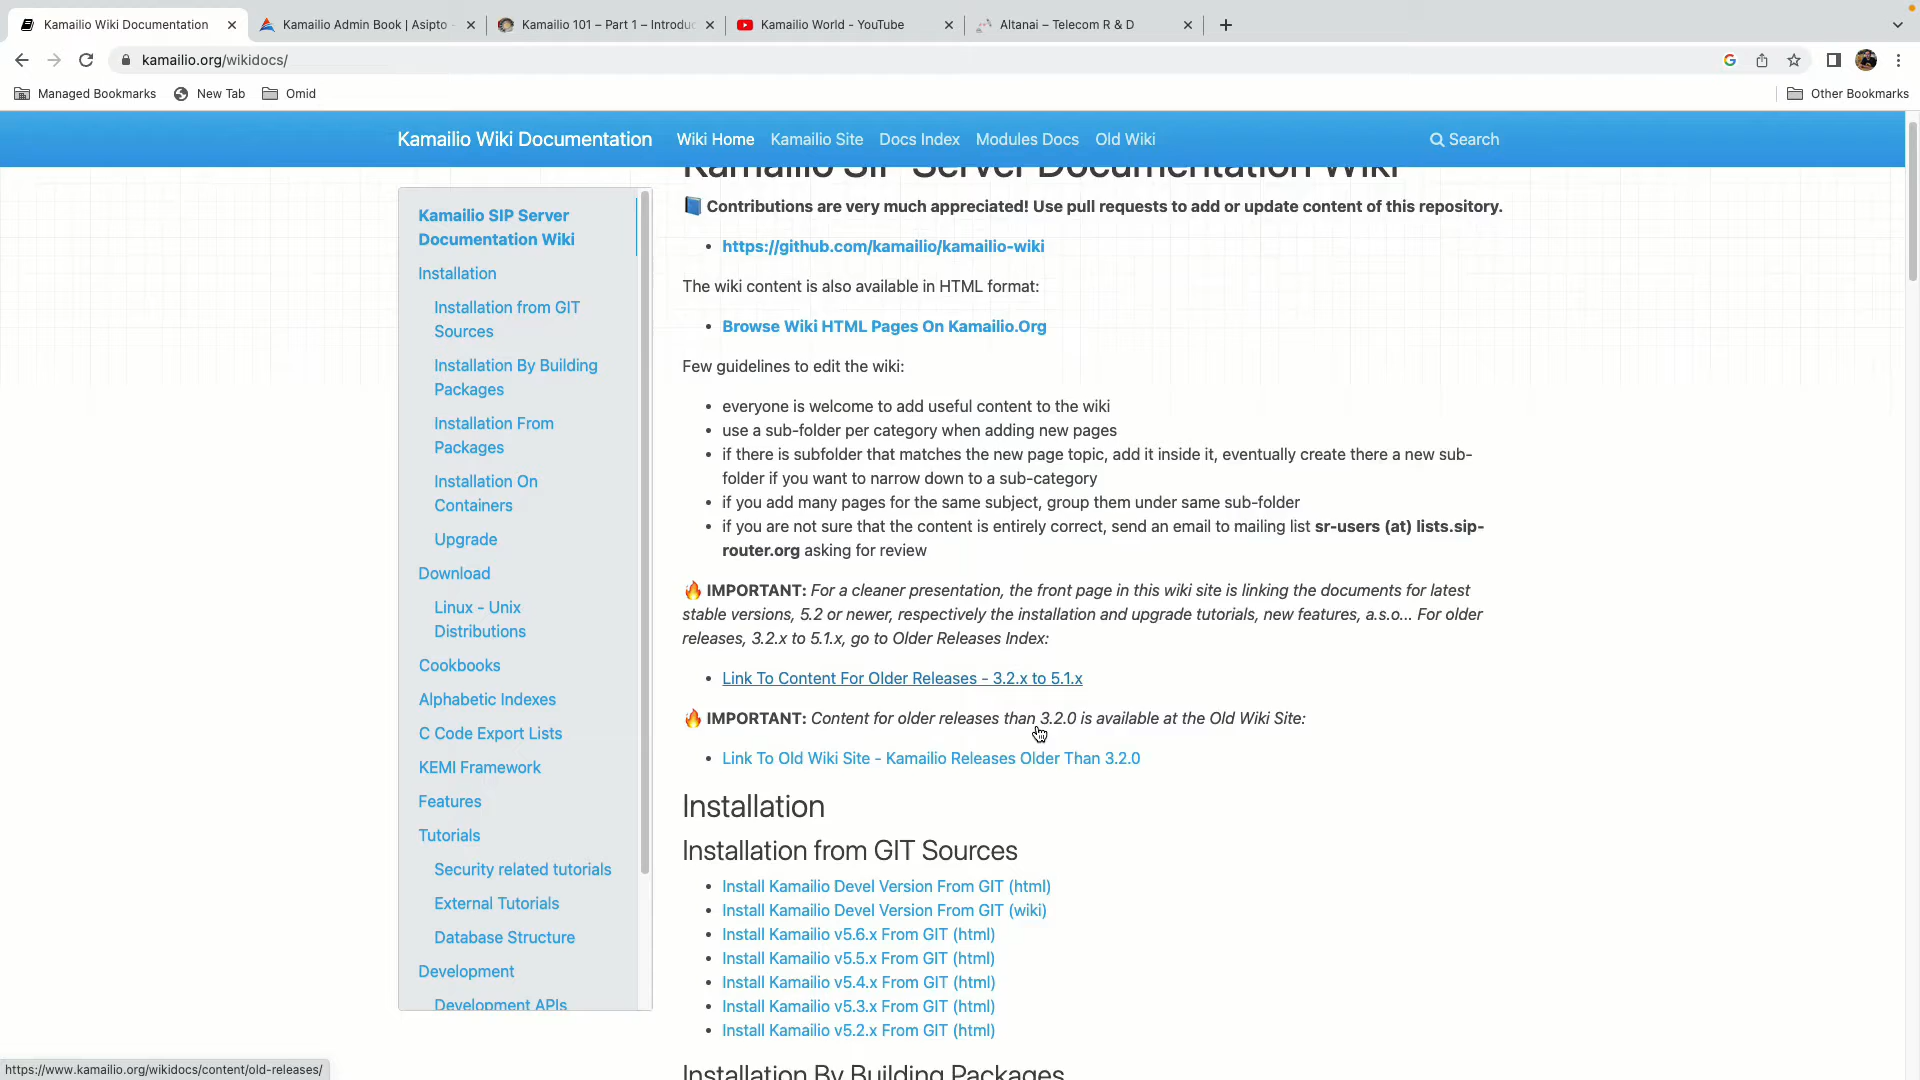 Kamailio Wiki Documentation
Kamailio Admin Book | Asipto -
Kamailio 101 – Part 1 – Introduc
Kamailio World - YouTube
Altanai – Telecom R & D
kamailio.org/wikidocs/
Managed Bookmarks
New Tab
Omid
Other Bookmarks
Kamailio Wiki Documentation
Wiki Home
Kamailio Site
Docs Index
Modules Docs
Old Wiki
Search
Kamailio SIP Server
Documentation Wiki
Installation
Installation from GIT
Sources
Installation By Building
Packages
Installation From
Packages
Installation On
Containers
Upgrade
Download
Linux - Unix
Distributions
Cookbooks
Alphabetic Indexes
C Code Export Lists
KEMI Framework
Features
Tutorials
Security related tutorials
External Tutorials
Database Structure
Development
Development APIs
Kamailio SIP Server Documentation Wiki
📘 Contributions are very much appreciated! Use pull requests to add or update content of this repository.
• https://github.com/kamailio/kamailio-wiki
The wiki content is also available in HTML format:
• Browse Wiki HTML Pages On Kamailio.Org
Few guidelines to edit the wiki:
• everyone is welcome to add useful content to the wiki
• use a sub-folder per category when adding new pages
• if there is subfolder that matches the new page topic, add it inside it, eventually create there a new sub-
folder if you want to narrow down to a sub-category
• if you add many pages for the same subject, group them under same sub-folder
• if you are not sure that the content is entirely correct, send an email to mailing list sr-users (at) lists.sip-
router.org asking for review
🔥 IMPORTANT: For a cleaner presentation, the front page in this wiki site is linking the documents for latest
stable versions, 5.2 or newer, respectively the installation and upgrade tutorials, new features, a.s.o... For older
releases, 3.2.x to 5.1.x, go to Older Releases Index:
• Link To Content For Older Releases - 3.2.x to 5.1.x
🔥 IMPORTANT: Content for older releases than 3.2.0 is available at the Old Wiki Site:
• Link To Old Wiki Site - Kamailio Releases Older Than 3.2.0
Installation
Installation from GIT Sources
• Install Kamailio Devel Version From GIT (html)
• Install Kamailio Devel Version From GIT (wiki)
• Install Kamailio v5.6.x From GIT (html)
• Install Kamailio v5.5.x From GIT (html)
• Install Kamailio v5.4.x From GIT (html)
• Install Kamailio v5.3.x From GIT (html)
• Install Kamailio v5.2.x From GIT (html)
Installation By Building Packages
https://www.kamailio.org/wikidocs/content/old-releases/